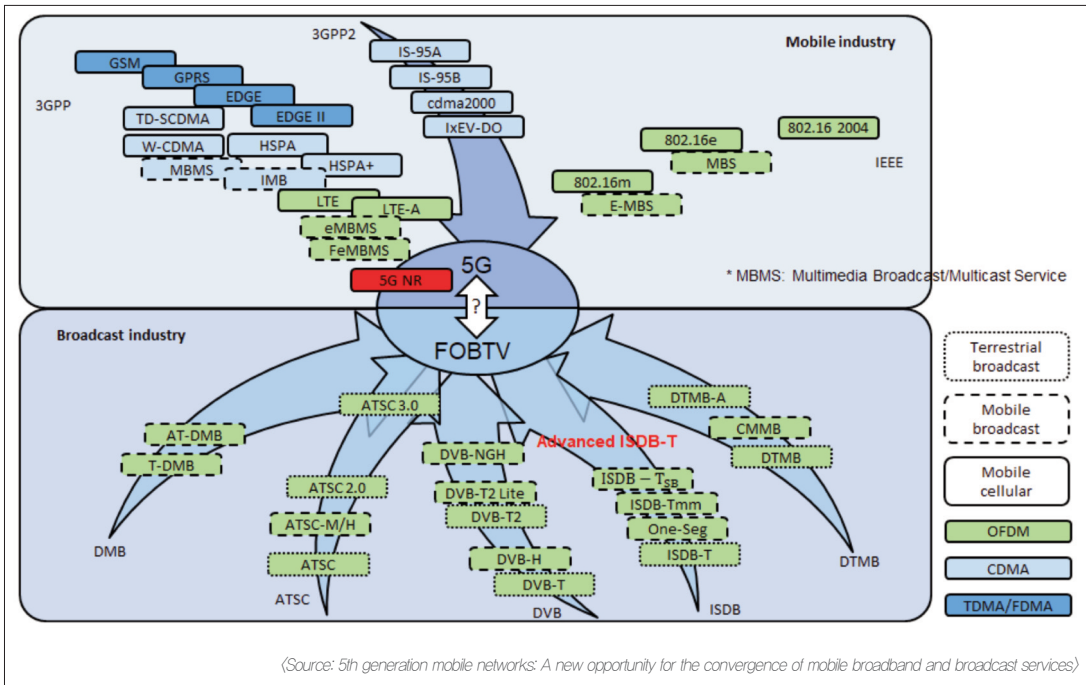 3GPP2
Mobile industry
IS-95A
IS-95B
cdma2000
IxEV-DO
GSM
GPRS
EDGE
EDGE II
3GPP
TD-SCDMA
W-CDMA
HSPA
MBMS
HSPA+
IMB
LTE
LTE-A
eMBMS
FeMBMS
5G NR
802.16 2004
802.16e
MBS
IEEE
802.16m
E-MBS
5G
* MBMS: Multimedia Broadcast/Multicast Service
?
Broadcast industry
FOBTV
ATSC 3.0
AT-DMB
T-DMB
DMB
ATSC 2.0
ATSC-M/H
ATSC
ATSC
Advanced ISDB-T
DVB-NGH
DVB-T2 Lite
DVB-T2
DVB-H
DVB-T
DVB
ISDB – TSB
ISDB-Tmm
One-Seg
ISDB-T
ISDB
DTMB-A
CMMB
DTMB
DTMB
Terrestrial
broadcast
Mobile
broadcast
Mobile
cellular
OFDM
CDMA
TDMA/FDMA
〈Source: 5th generation mobile networks: A new opportunity for the convergence of mobile broadband and broadcast services〉